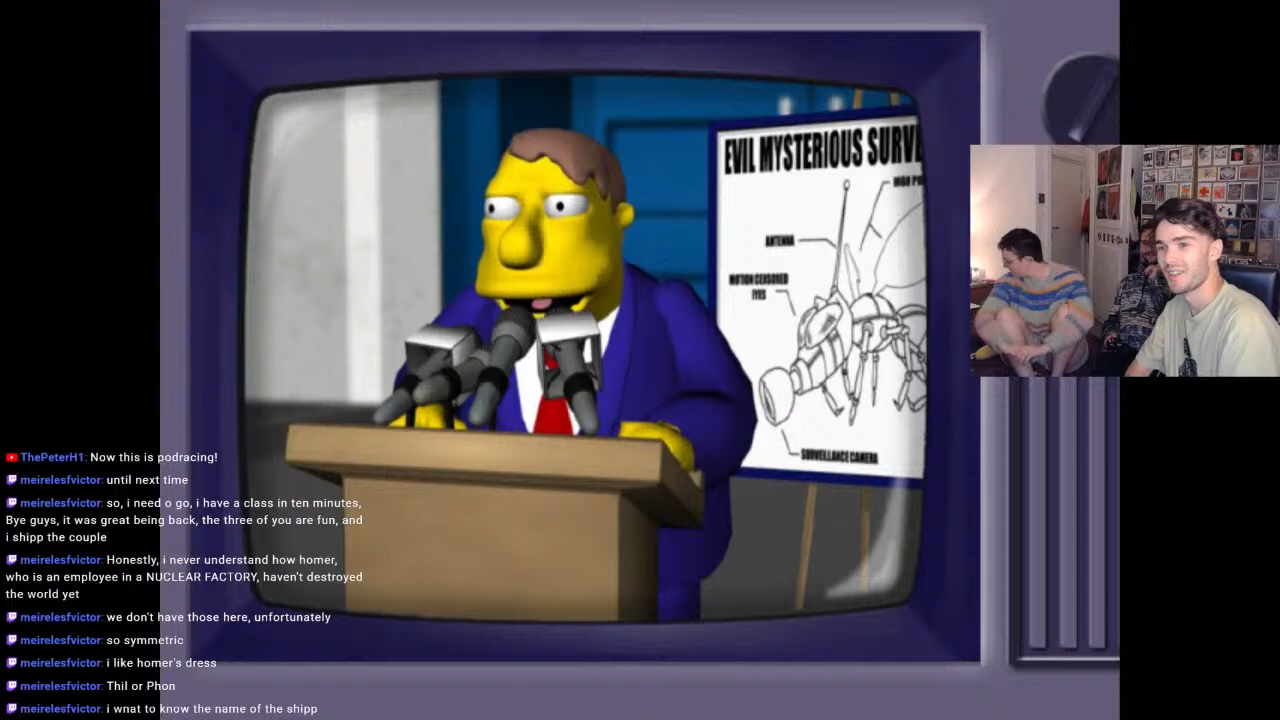 EVIL MYSTERIOUS SURVE
HIGH PO
ANTENNA
MOTION CENSORED
EYES
SURVEILLANCE CAMERA
ThePeterH1: Now this is podracing!
meirelesfvictor: until next time
meirelesfvictor: so, i need o go, i have a class in ten minutes,
Bye guys, it was great being back, the three of you are fun, and
i shipp the couple
meirelesfvictor: Honestly, i never understand how homer,
who is an employee in a NUCLEAR FACTORY, haven't destroyed
the world yet
meirelesfvictor: we don't have those here, unfortunately
meirelesfvictor: so symmetric
meirelesfvictor: i like homer's dress
meirelesfvictor: Thil or Phon
meirelesfvictor: i wnat to know the name of the shipp